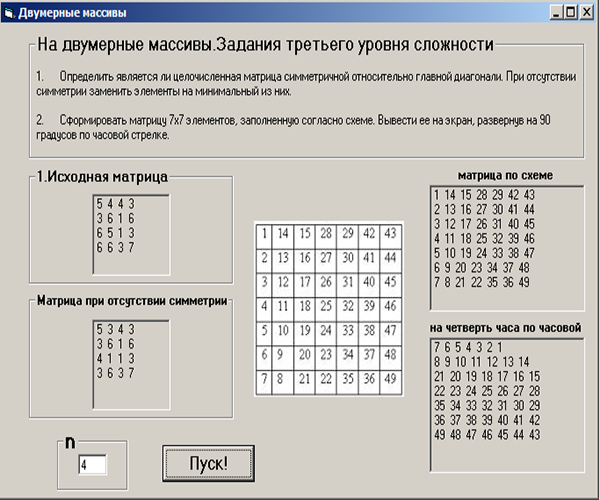 Двумерные массивы
На двумерные массивы.Задания третьего уровня сложности
1. Определить является ли целочисленная матрица симметричной относительно главной диагонали. При отсутствии
симметрии заменить элементы на минимальный из них.
2. Сформировать матрицу 7x7 элементов, заполненную согласно схеме. Вывести ее на экран, развернув на 90
градусов по часовой стрелке.
1.Исходная матрица
5 4 4 3
3 6 1 6
6 5 1 3
6 6 3 7
Матрица при отсутствии симметрии
5 3 4 3
3 6 1 6
4 1 1 3
3 6 3 7
n
4
Пуск!
1 14 15 28 29 42 43
2 13 16 27 30 41 44
3 12 17 26 31 40 45
4 11 18 25 32 39 46
5 10 19 24 33 38 47
6 9 20 23 34 37 48
7 8 21 22 35 36 49
матрица по схеме
1 14 15 28 29 42 43
2 13 16 27 30 41 44
3 12 17 26 31 40 45
4 11 18 25 32 39 46
5 10 19 24 33 38 47
6 9 20 23 34 37 48
7 8 21 22 35 36 49
на четверть часа по часовой
7 6 5 4 3 2 1
8 9 10 11 12 13 14
21 20 19 18 17 16 15
22 23 24 25 26 27 28
35 34 33 32 31 30 29
36 37 38 39 40 41 42
49 48 47 46 45 44 43